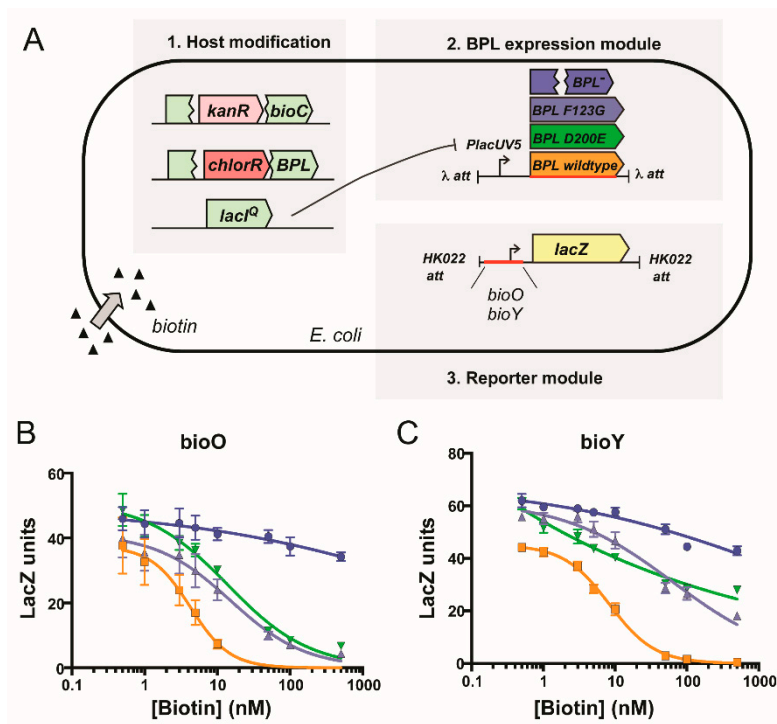 A
1. Host modification
2. BPL expression module
kanR
bioC
chlorR
BPL
lacI^Q
BPL⁻
BPL F123G
BPL D200E
PlacUV5
BPL wildtype
λ att
λ att
lacZ
HK022
att
HK022
att
bioO
bioY
biotin
E. coli
3. Reporter module
B
bioO
LacZ units
60
40
20
0
0.1
1
10
100
1000
[Biotin] (nM)
C
bioY
LacZ units
80
60
40
20
0
0.1
1
10
100
1000
[Biotin] (nM)